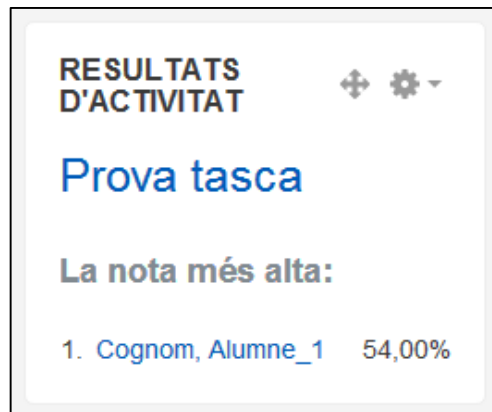 RESULTATS
D'ACTIVITAT
Prova tasca
La nota més alta:
1. Cognom, Alumne_1 54,00%